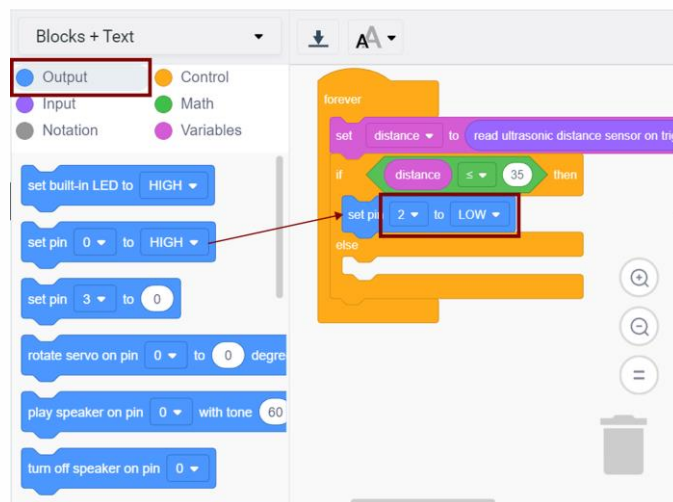 Blocks + Text
Output
Control
Input
Math
Notation
Variables
set built-in LED to HIGH
set pin 0 to HIGH
set pin 3 to 0
rotate servo on pin 0 to 0 degre
play speaker on pin 0 with tone 60
turn off speaker on pin 0
AA
forever
set distance to read ultrasonic distance sensor on trig
if distance ≤ 35 then
set pin 2 to LOW
else